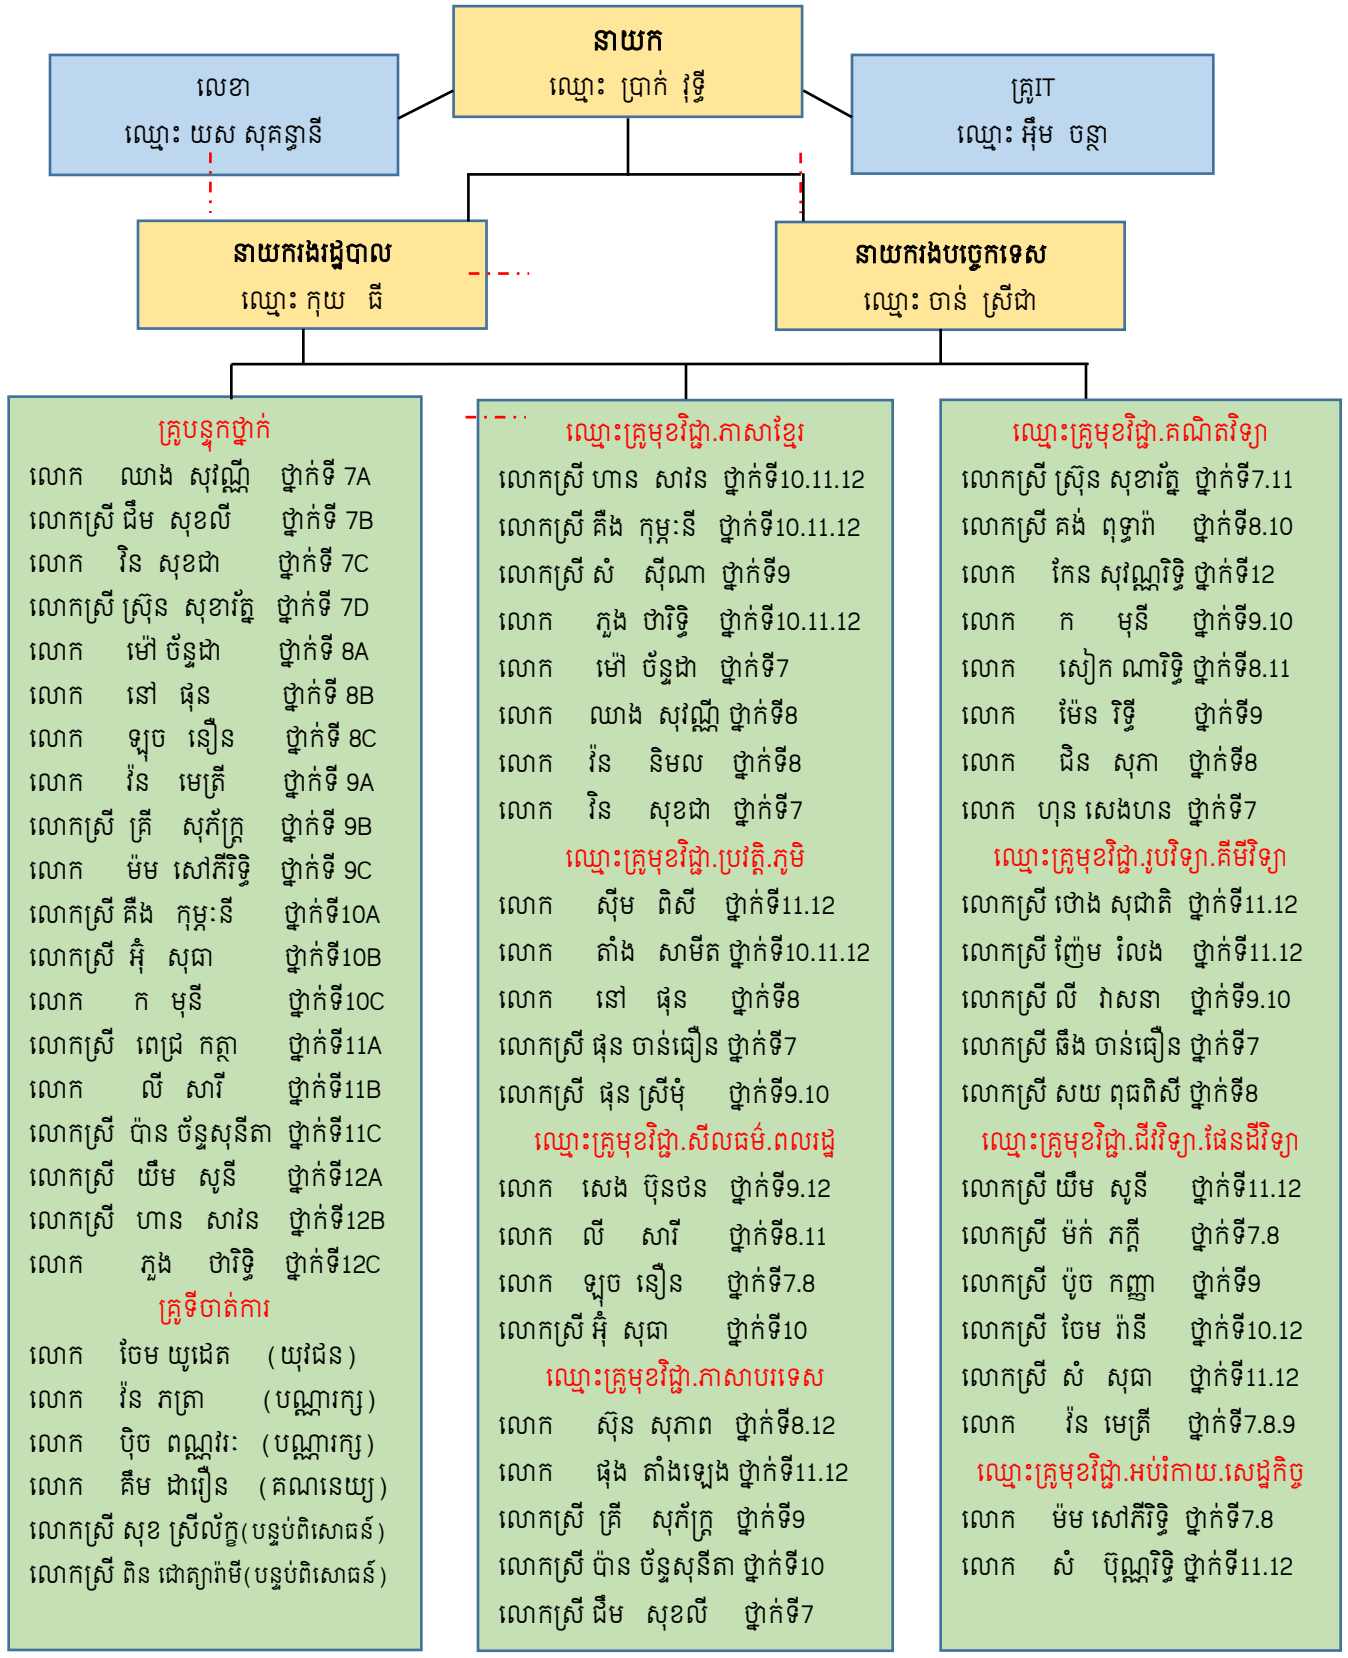 នាយក
ឈ្មោះ ប្រាក់ វុទ្ធី
លេខា
ឈ្មោះ យស សុគន្ធានី
គ្រូIT
ឈ្មោះ អ៊ឹម ចន្ថា
នាយករងរដ្ឋបាល
ឈ្មោះ កុយ ធី
នាយករងបច្ចេកទេស
ឈ្មោះ ចាន់ ស្រីជា
គ្រូបន្ទុកថ្នាក់
លោក ឈាង សុវណ្ណី ថ្នាក់ទី 7A
លោកស្រី ជឹម សុខលី ថ្នាក់ទី 7B
លោក វិន សុខជា ថ្នាក់ទី 7C
លោកស្រី ស្រ៊ុន សុខារ័ត្ន ថ្នាក់ទី 7D
លោក ម៉ៅ ច័ន្ទដា ថ្នាក់ទី 8A
លោក នៅ ផុន ថ្នាក់ទី 8B
លោក ឡុច នឿន ថ្នាក់ទី 8C
លោក វ៉ន មេត្រី ថ្នាក់ទី 9A
លោកស្រី គ្រី សុភ័ក្ត្រ ថ្នាក់ទី 9B
លោក ម៉ម សៅភីរិទ្ធិ ថ្នាក់ទី 9C
លោកស្រី គឹង កុម្ភៈនី ថ្នាក់ទី10A
លោកស្រី អ៊ុំ សុធា ថ្នាក់ទី10B
លោក ក មុនី ថ្នាក់ទី10C
លោកស្រី ពេជ្រ កត្ថា ថ្នាក់ទី11A
លោក លី សារី ថ្នាក់ទី11B
លោកស្រី ប៉ាន ច័ន្ទសុនីតា ថ្នាក់ទី11C
លោកស្រី យឹម សូនី ថ្នាក់ទី12A
លោកស្រី ហាន សាវន ថ្នាក់ទី12B
លោក ភួង ថារិទ្ធិ ថ្នាក់ទី12C
គ្រូទីចាត់ការ
លោក ចែម យូដេត (យុវជន)
លោក វ៉ន ភត្រា (បណ្ណារក្ស)
លោក ប៉ិច ពណ្ណវរៈ (បណ្ណារក្ស)
លោក គឹម ដារឿន (គណនេយ្យ)
លោកស្រី សុខ ស្រីល័ក្ខ(បន្ទប់ពិសោធន៍)
លោកស្រី ពិន ជោត្យារ៉ាមី(បន្ទប់ពិសោធន៍)
ឈ្មោះគ្រូមុខវិជ្ជា.ភាសាខ្មែរ
លោកស្រី ហាន សាវន ថ្នាក់ទី10.11.12
លោកស្រី គឹង កុម្ភៈនី ថ្នាក់ទី10.11.12
លោកស្រី សំ ស៊ីណា ថ្នាក់ទី9
លោក ភួង ថារិទ្ធិ ថ្នាក់ទី10.11.12
លោក ម៉ៅ ច័ន្ទដា ថ្នាក់ទី7
លោក ឈាង សុវណ្ណី ថ្នាក់ទី8
លោក វ៉ន និមល ថ្នាក់ទី8
លោក វិន សុខជា ថ្នាក់ទី7
ឈ្មោះគ្រូមុខវិជ្ជា.ប្រវត្តិ.ភូមិ
លោក ស៊ីម ពិសី ថ្នាក់ទី11.12
លោក តាំង សាមីត ថ្នាក់ទី10.11.12
លោក នៅ ផុន ថ្នាក់ទី8
លោកស្រី ផុន ចាន់ធឿន ថ្នាក់ទី7
លោកស្រី ផុន ស្រីមុំ ថ្នាក់ទី9.10
ឈ្មោះគ្រូមុខវិជ្ជា.សីលធម៌.ពលរដ្ឋ
លោក សេង ប៊ុនថន ថ្នាក់ទី9.12
លោក លី សារី ថ្នាក់ទី8.11
លោក ឡុច នឿន ថ្នាក់ទី7.8
លោកស្រី អ៊ុំ សុធា ថ្នាក់ទី10
ឈ្មោះគ្រូមុខវិជ្ជា.ភាសាបរទេស
លោក ស៊ុន សុភាព ថ្នាក់ទី8.12
លោក ផុង តាំងឡេង ថ្នាក់ទី11.12
លោកស្រី គ្រី សុភ័ក្ត្រ ថ្នាក់ទី9
លោកស្រី ប៉ាន ច័ន្ទសុនីតា ថ្នាក់ទី10
លោកស្រី ជឹម សុខលី ថ្នាក់ទី7
ឈ្មោះគ្រូមុខវិជ្ជា.គណិតវិទ្យា
លោកស្រី ស្រ៊ុន សុខារ័ត្ន ថ្នាក់ទី7.11
លោកស្រី គង់ ពុទ្ធារ៉ា ថ្នាក់ទី8.10
លោក កែន សុវណ្ណរិទ្ធិ ថ្នាក់ទី12
លោក ក មុនី ថ្នាក់ទី9.10
លោក សៀក ណារិទ្ធិ ថ្នាក់ទី8.11
លោក ម៉ែន រិទ្ធី ថ្នាក់ទី9
លោក ជិន សុភា ថ្នាក់ទី8
លោក ហុន សេងហន ថ្នាក់ទី7
ឈ្មោះគ្រូមុខវិជ្ជា.រូបវិទ្យា.គីមីវិទ្យា
លោកស្រី ថោង សុជាតិ ថ្នាក់ទី11.12
លោកស្រី ញ៉ែម រំលង ថ្នាក់ទី11.12
លោកស្រី លី វាសនា ថ្នាក់ទី9.10
លោកស្រី ឆឹង ចាន់ធឿន ថ្នាក់ទី7
លោកស្រី សយ ពុធពិសី ថ្នាក់ទី8
ឈ្មោះគ្រូមុខវិជ្ជា.ជីវវិទ្យា.ផែនដីវិទ្យា
លោកស្រី យឹម សូនី ថ្នាក់ទី11.12
លោកស្រី ម៉ក់ ភក្ដី ថ្នាក់ទី7.8
លោកស្រី ប៉ូច កញ្ញា ថ្នាក់ទី9
លោកស្រី ចែម រ៉ានី ថ្នាក់ទី10.12
លោកស្រី សំ សុធា ថ្នាក់ទី11.12
លោក វ៉ន មេត្រី ថ្នាក់ទី7.8.9
ឈ្មោះគ្រូមុខវិជ្ជា.អប់រំកាយ.សេដ្ឋកិច្ច
លោក ម៉ម សៅភីរិទ្ធិ ថ្នាក់ទី7.8
លោក សំ ប៊ុណ្ណរិទ្ធិ ថ្នាក់ទី11.12